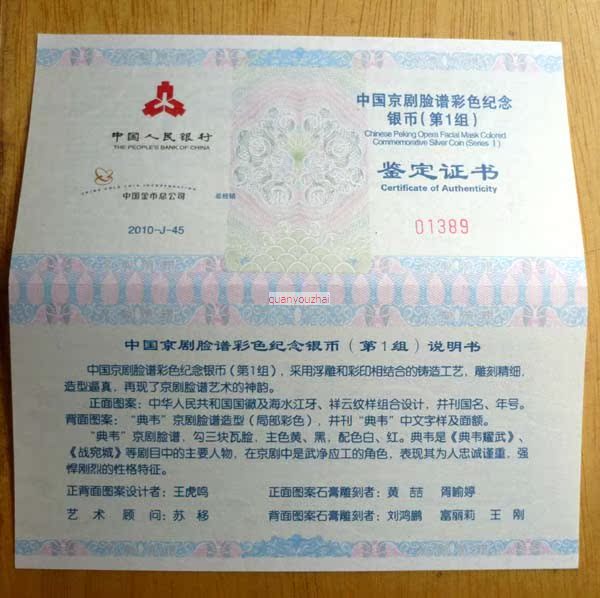 中国人民银行
THE PEOPLE'S BANK OF CHINA
CHINA GOLD COIN INCORPORATION
中国金币总公司 总经销
2010-J-45
中国京剧脸谱彩色纪念
银币（第1组）
Chinese Peking Opera Facial Mask Colored
Commemorative Silver Coin (Series 1)
鉴定证书
Certificate of Authenticity
01389
quanyouzhai
中国京剧脸谱彩色纪念银币（第1组）说明书
中国京剧脸谱彩色纪念银币（第1组），采用浮雕和彩印相结合的铸造工艺，雕刻精细，
造型逼真，再现了京剧脸谱艺术的神韵。
正面图案：中华人民共和国国徽及海水江牙、祥云纹样组合设计，并刊国名、年号。
背面图案：“典韦”京剧脸谱造型（局部彩色），并刊“典韦”中文字样及面额。
“典韦”京剧脸谱，勾三块瓦脸，主色黄、黑，配色白、红。典韦是《典韦耀武》、
《战宛城》等剧目中的主要人物，在京剧中是武净应工的角色，表现其为人忠诚谨重，强
悍刚烈的性格特征。
正背面图案设计者：王虎鸣 正面图案石膏雕刻者：黄 喆 周瑜婷
艺术顾问：苏 移 背面图案石膏雕刻者：刘鸿鹏 富丽莉 王 刚